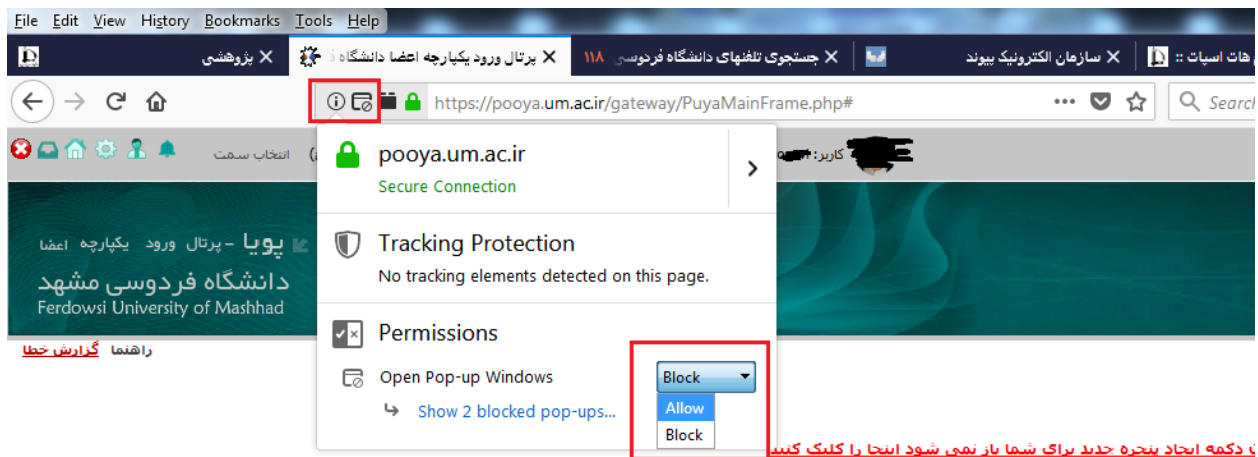 File Edit View History Bookmarks Tools Help
پژوهشی
پرتال ورود یکپارچه اعضا دانشگاه
۱۱۸ جستجوی تلفنهای دانشگاه فردوسی
سازمان الکترونیک پیوند
هات اسپات ::
https://pooya.um.ac.ir/gateway/PuyaMainFrame.php#
Search
انتخاب سمت
کاربر:
pooya.um.ac.ir
Secure Connection
پویا - پرتال ورود یکپارچه اعضا
دانشگاه فردوسی مشهد
Ferdowsi University of Mashhad
Tracking Protection
No tracking elements detected on this page.
راهنما گزارش خطا
Permissions
Open Pop-up Windows
Block
Show 2 blocked pop-ups...
Allow
Block
دکمه ایجاد پنجره جدید برای شما باز نمی شود اینجا را کلیک کنید